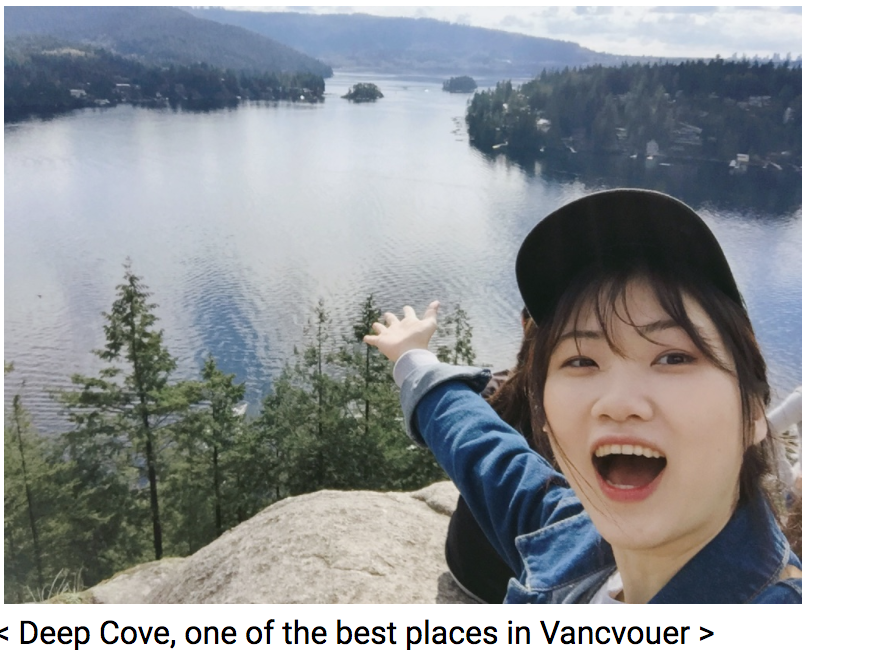 < Deep Cove, one of the best places in Vancvouer >